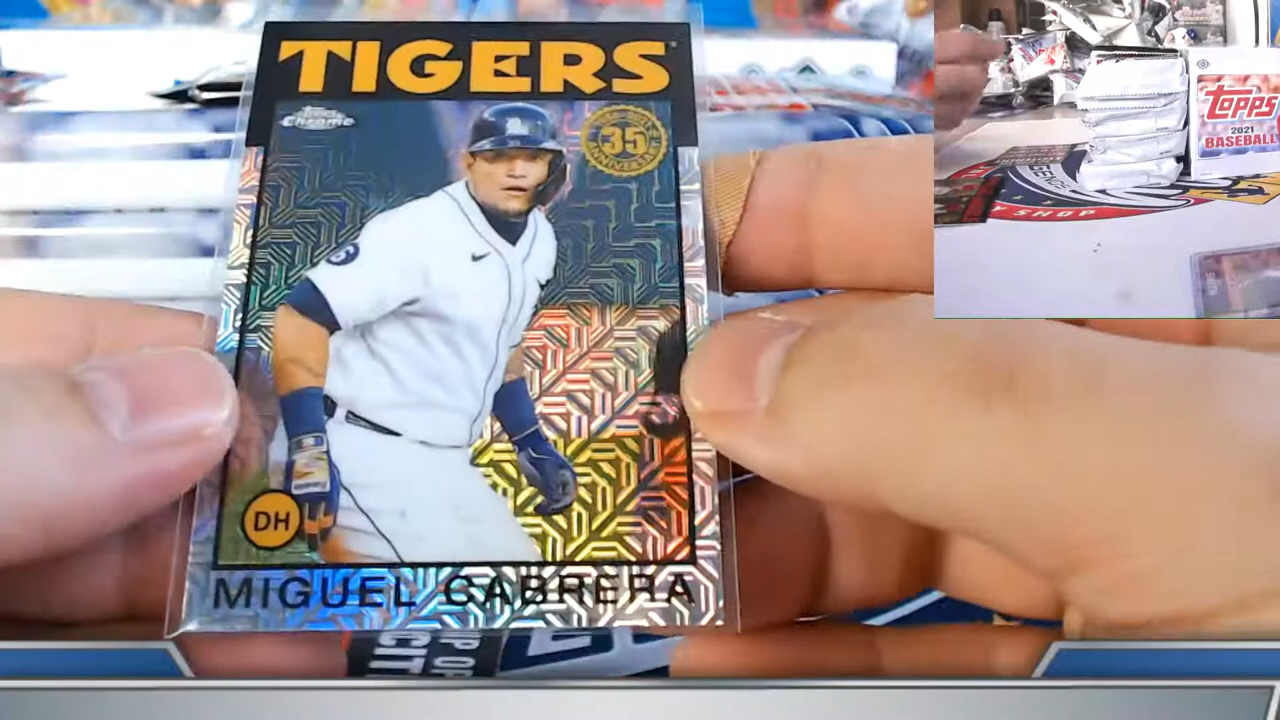 TIGERS
Topps
Chrome
35
ANNIVERSARY
DH
MIGUEL CABRERA
TOPPS
2021
BASEBALL
SHOP